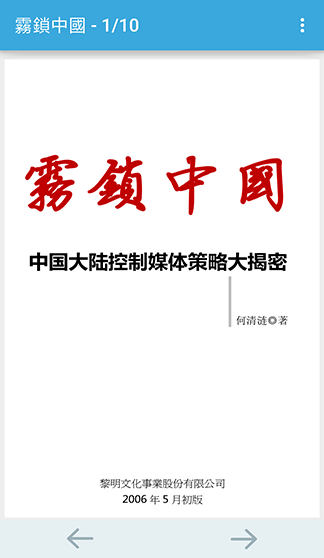 霧鎖中國 - 1/10
霧鎖中國
中国大陆控制媒体策略大揭密
何清涟◎著
黎明文化事業股份有限公司
2006 年 5 月初版